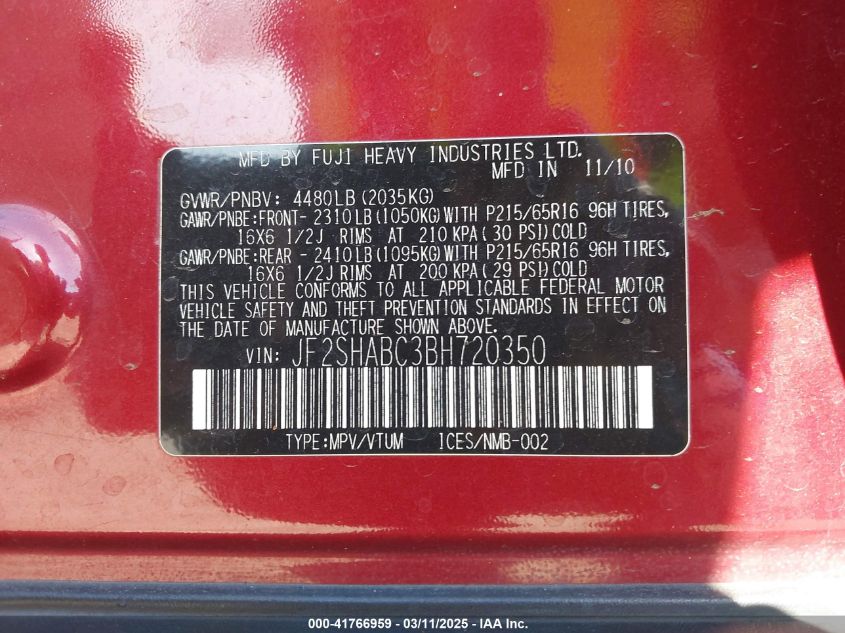 MFD BY FUJI HEAVY INDUSTRIES LTD.
MFD IN 11/10
GVWR/PNBV: 4480LB(2035KG)
GAWR/PNBE:FRONT- 2310LB(1050KG)WITH P215/65R16 96H TIRES,
16X6 1/2J RIMS AT 210 KPA( 30 PSI)COLD
GAWR/PNBE:REAR - 2410LB(1095KG)WITH P215/65R16 96H TIRES,
16X6 1/2J RIMS AT 200 KPA(29 PSI)COLD
THIS VEHICLE CONFORMS TO ALL APPLICABLE FEDERAL MOTOR
VEHICLE SAFETY AND THEFT PREVENTION STANDARDS IN EFFECT ON
THE DATE OF MANUFACTURE SHOWN ABOVE.
VIN: JF2SHABC3BH720350
TYPE:MPV/VTUM ICES/NMB-002
000-41766959 - 03/11/2025 - IAAI.COM